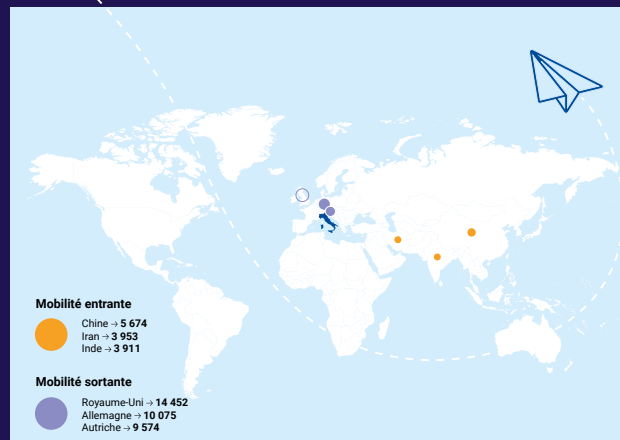 Mobilité entrante
Chine → 5 674
Iran → 3 953
Inde → 3 911
Mobilité sortante
Royaume-Uni → 14 452
Allemagne → 10 075
Autriche → 9 574